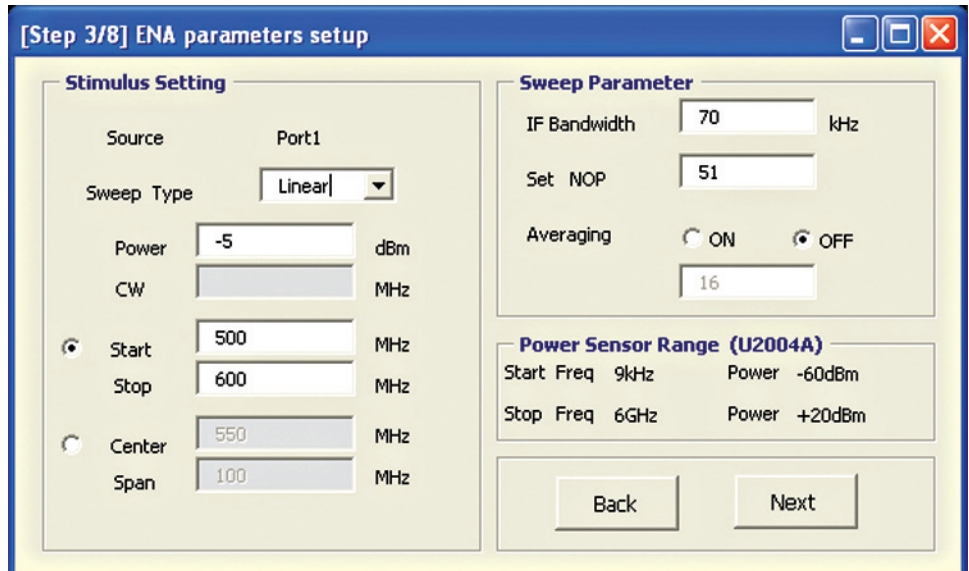 [Step 3/8] ENA parameters setup
Stimulus Setting
Source Port1
Sweep Type Linear
Power -5 dBm
CW MHz
Start 500 MHz
Stop 600 MHz
Center 550 MHz
Span 100 MHz
Sweep Parameter
IF Bandwidth 70 kHz
Set NOP 51
Averaging ON OFF
16
Power Sensor Range (U2004A)
Start Freq 9kHz Power -60dBm
Stop Freq 6GHz Power +20dBm
Back Next